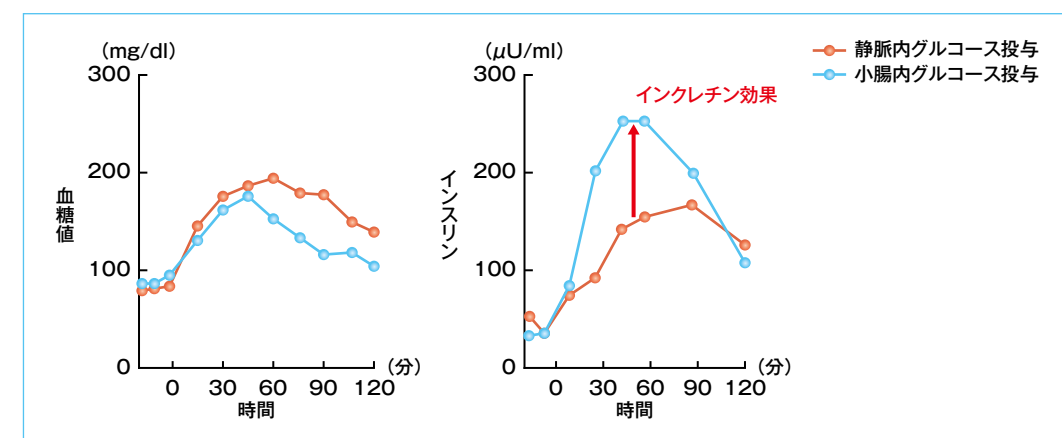 (mg/dl)
300
200
100
0
血糖値
0 30 60 90 120
(分)
時間
(μU/ml)
300
200
100
0
インスリン
インクレチン効果
0 30 60 90 120
(分)
時間
静脈内グルコース投与
小腸内グルコース投与